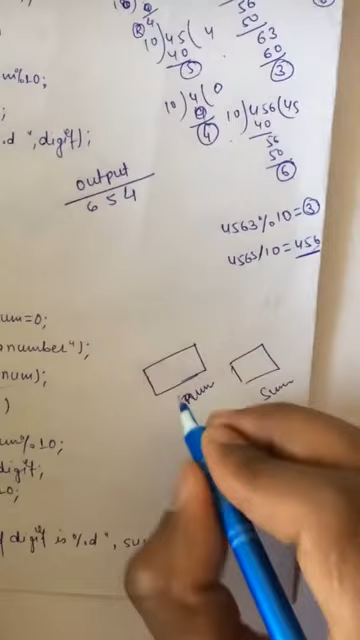 56
50
63
60
3
10)45(4
40
5
10)4(0
0
4
10)456(45
40
56
50
6
m%10;
.d ", digit);
output
6 5 4
4563%10=3
4563/10=456
um=0;
number");
num);
)
num
Sum
um%10;
digit;
0;
f digit is %d", su